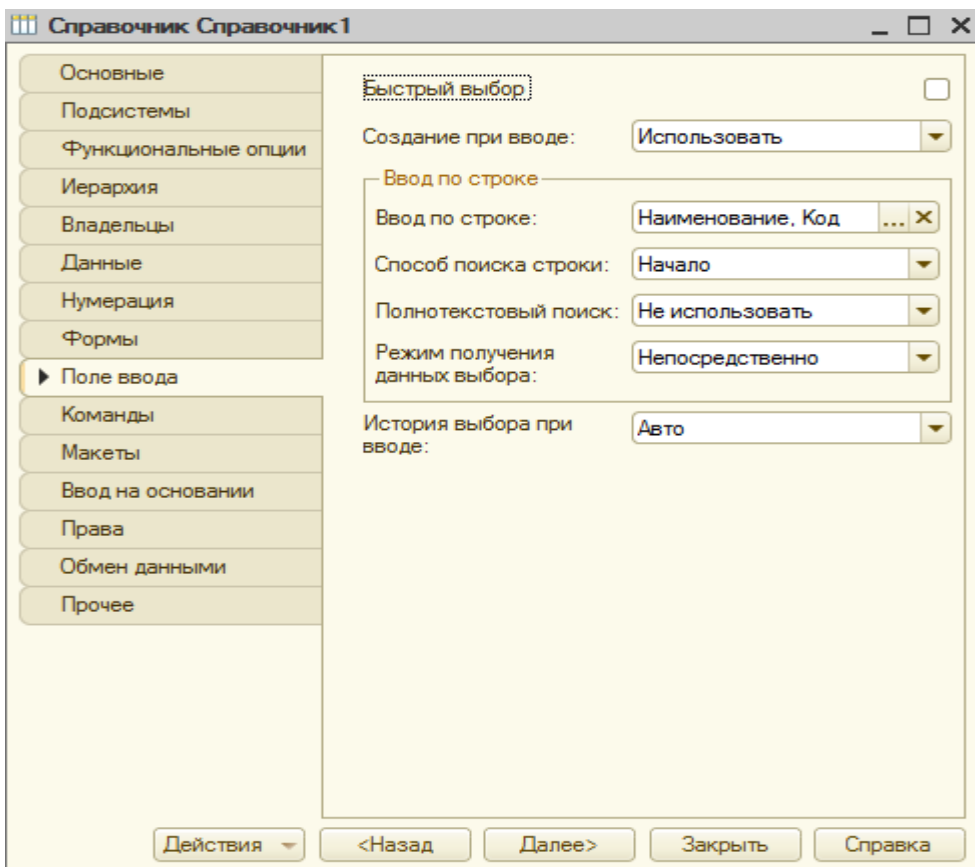 Справочник Справочник1
Основные
Подсистемы
Функциональные опции
Иерархия
Владельцы
Данные
Нумерация
Формы
Поле ввода
Команды
Макеты
Ввод на основании
Права
Обмен данными
Прочее
Быстрый выбор
Создание при вводе: Использовать
Ввод по строке
Ввод по строке: Наименование, Код ...
Способ поиска строки: Начало
Полнотекстовый поиск: Не использовать
Режим получения
данных выбора: Непосредственно
История выбора при
вводе: Авто
Действия <Назад Далее> Закрыть Справка